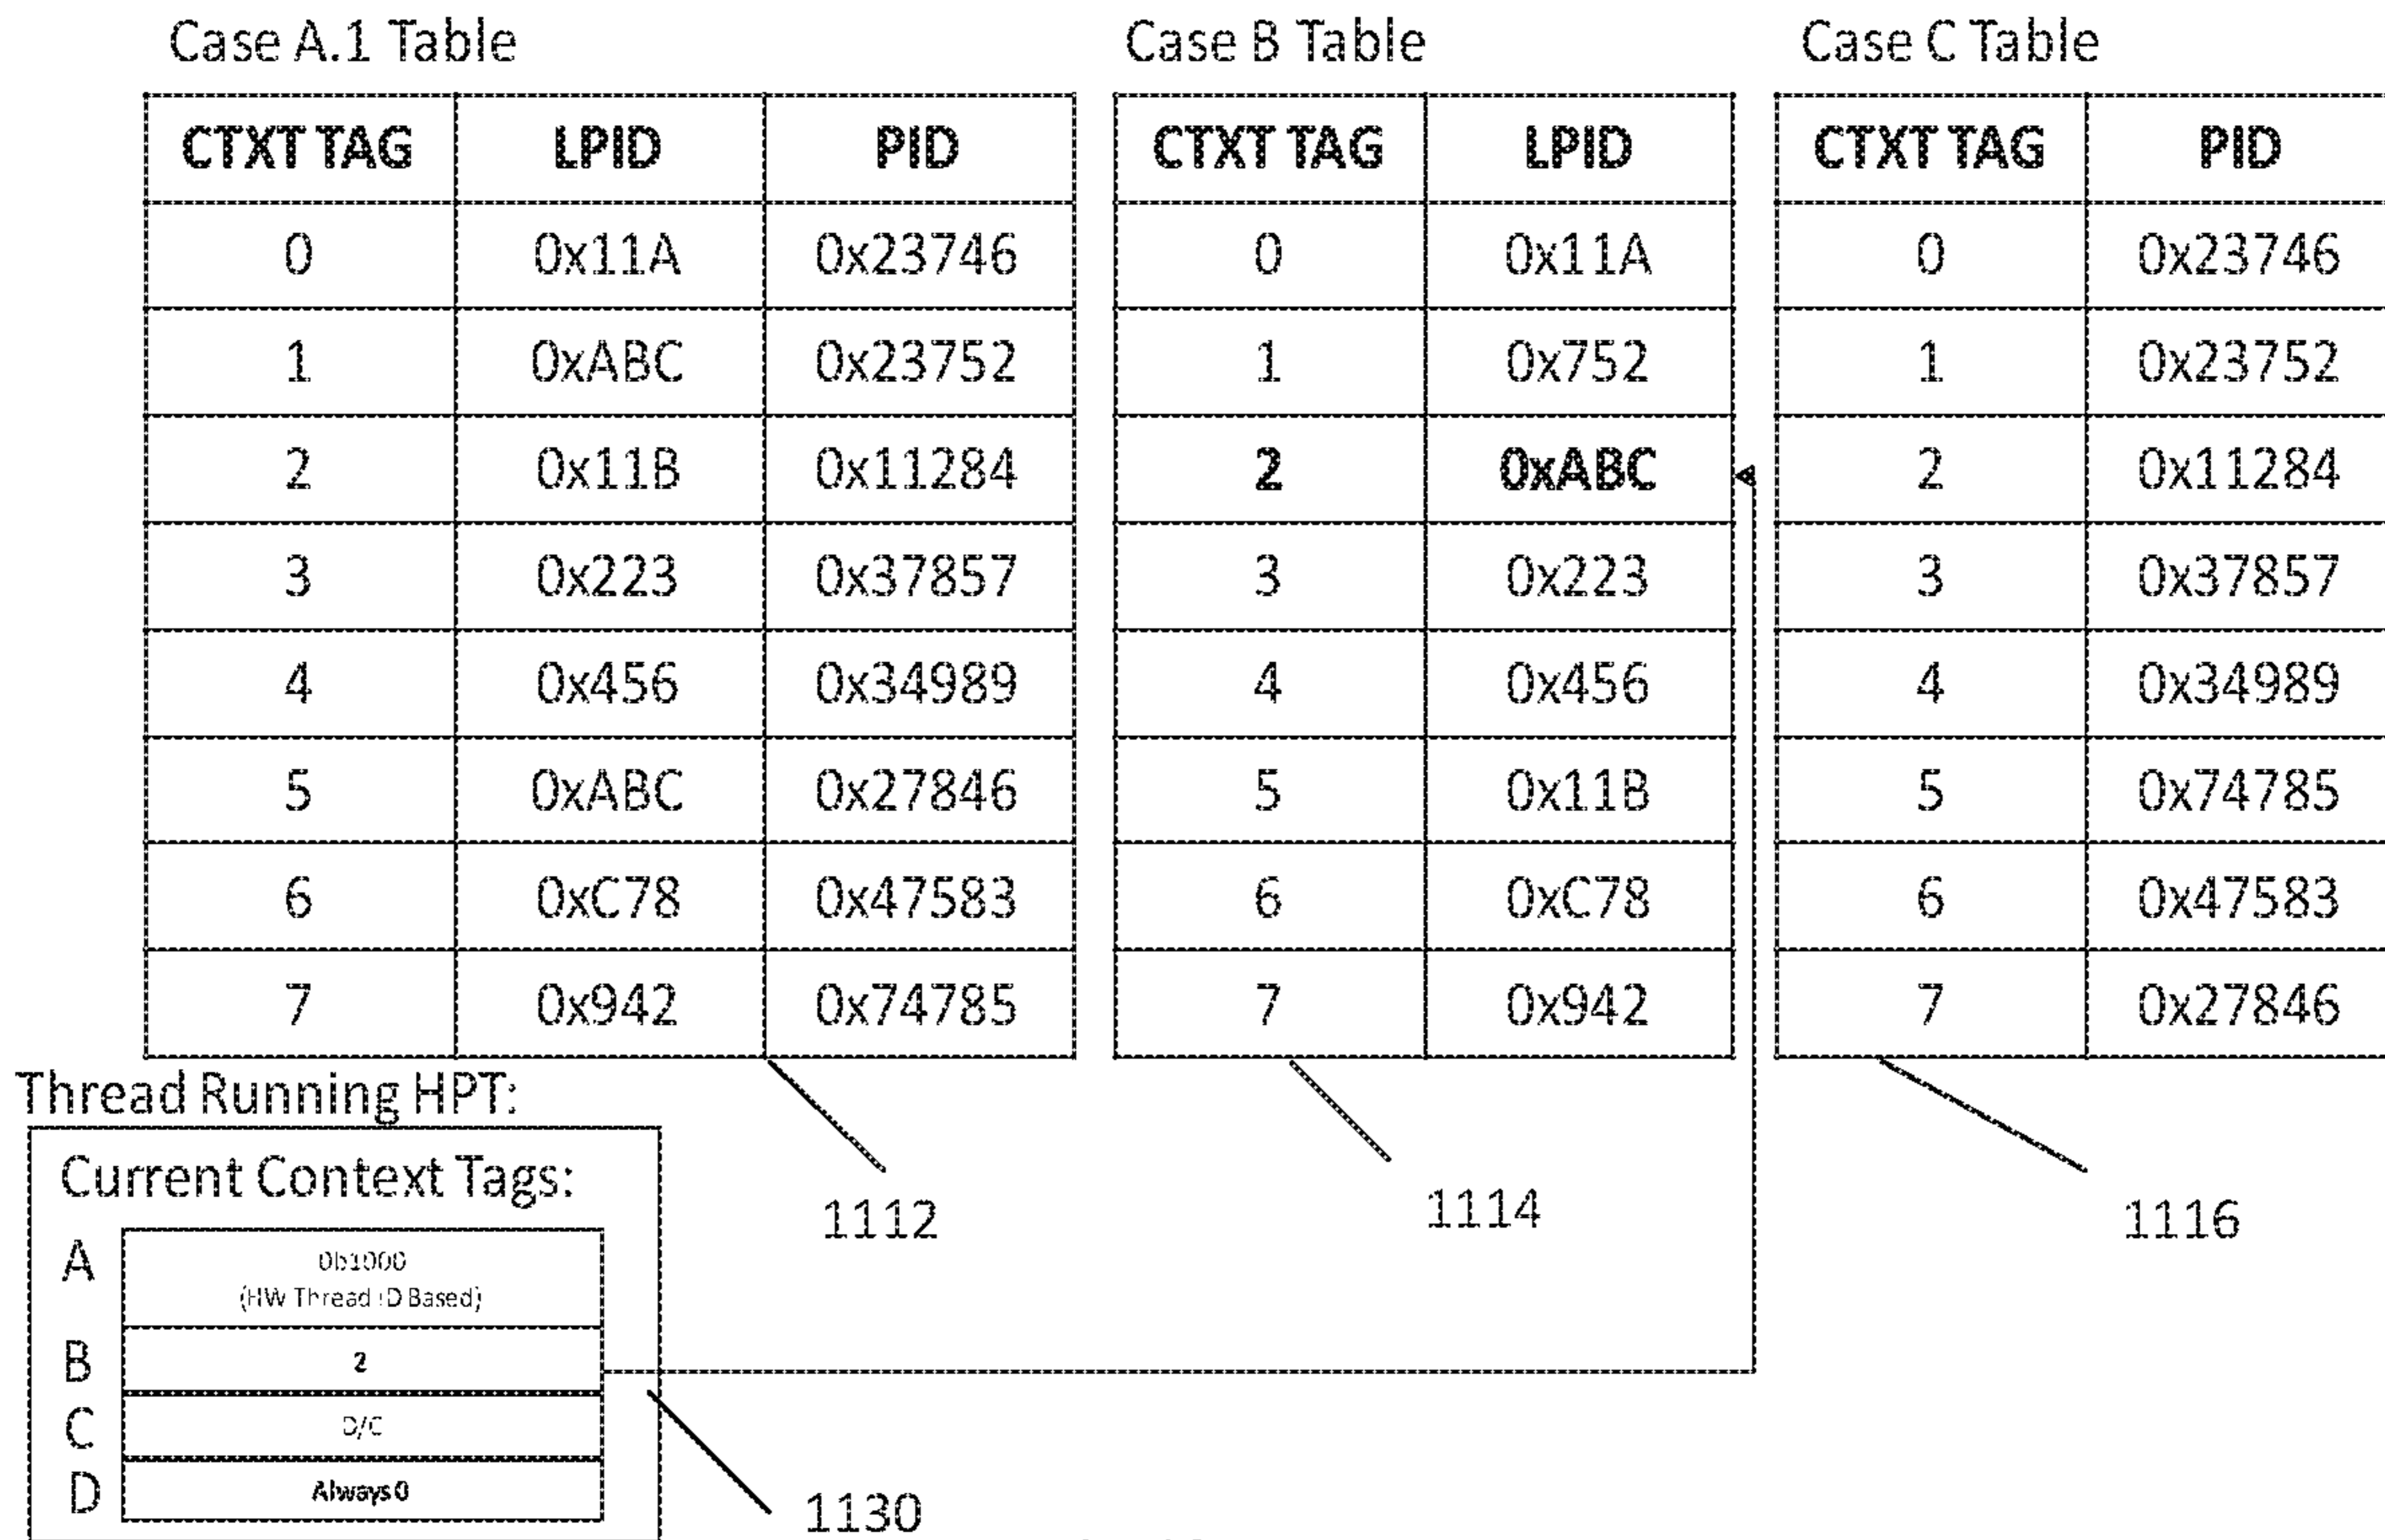 Case A.1 Table Case B Table Case C Table
CTXT TAG LPID PID CTXT TAG LPID CTXT TAG PID
0 0x11A 0x23746 0 0x11A 0 0x23746
1 0xABC 0x23752 1 0x752 1 0x23752
2 0x11B 0x11284 2 0xABC 2 0x11284
3 0x223 0x37857 3 0x223 3 0x37857
4 0x456 0x34989 4 0x456 4 0x34989
5 0xABC 0x27846 5 0x11B 5 0x74785
6 0xC78 0x47583 6 0xC78 6 0x47583
7 0x942 0x74785 7 0x942 7 0x27846
Thread Running HPT:
Current Context Tags:
1112 1114 1116
A 0b1000
(HW Thread ID Based)
B 2
C D/C
D Always 0
1130